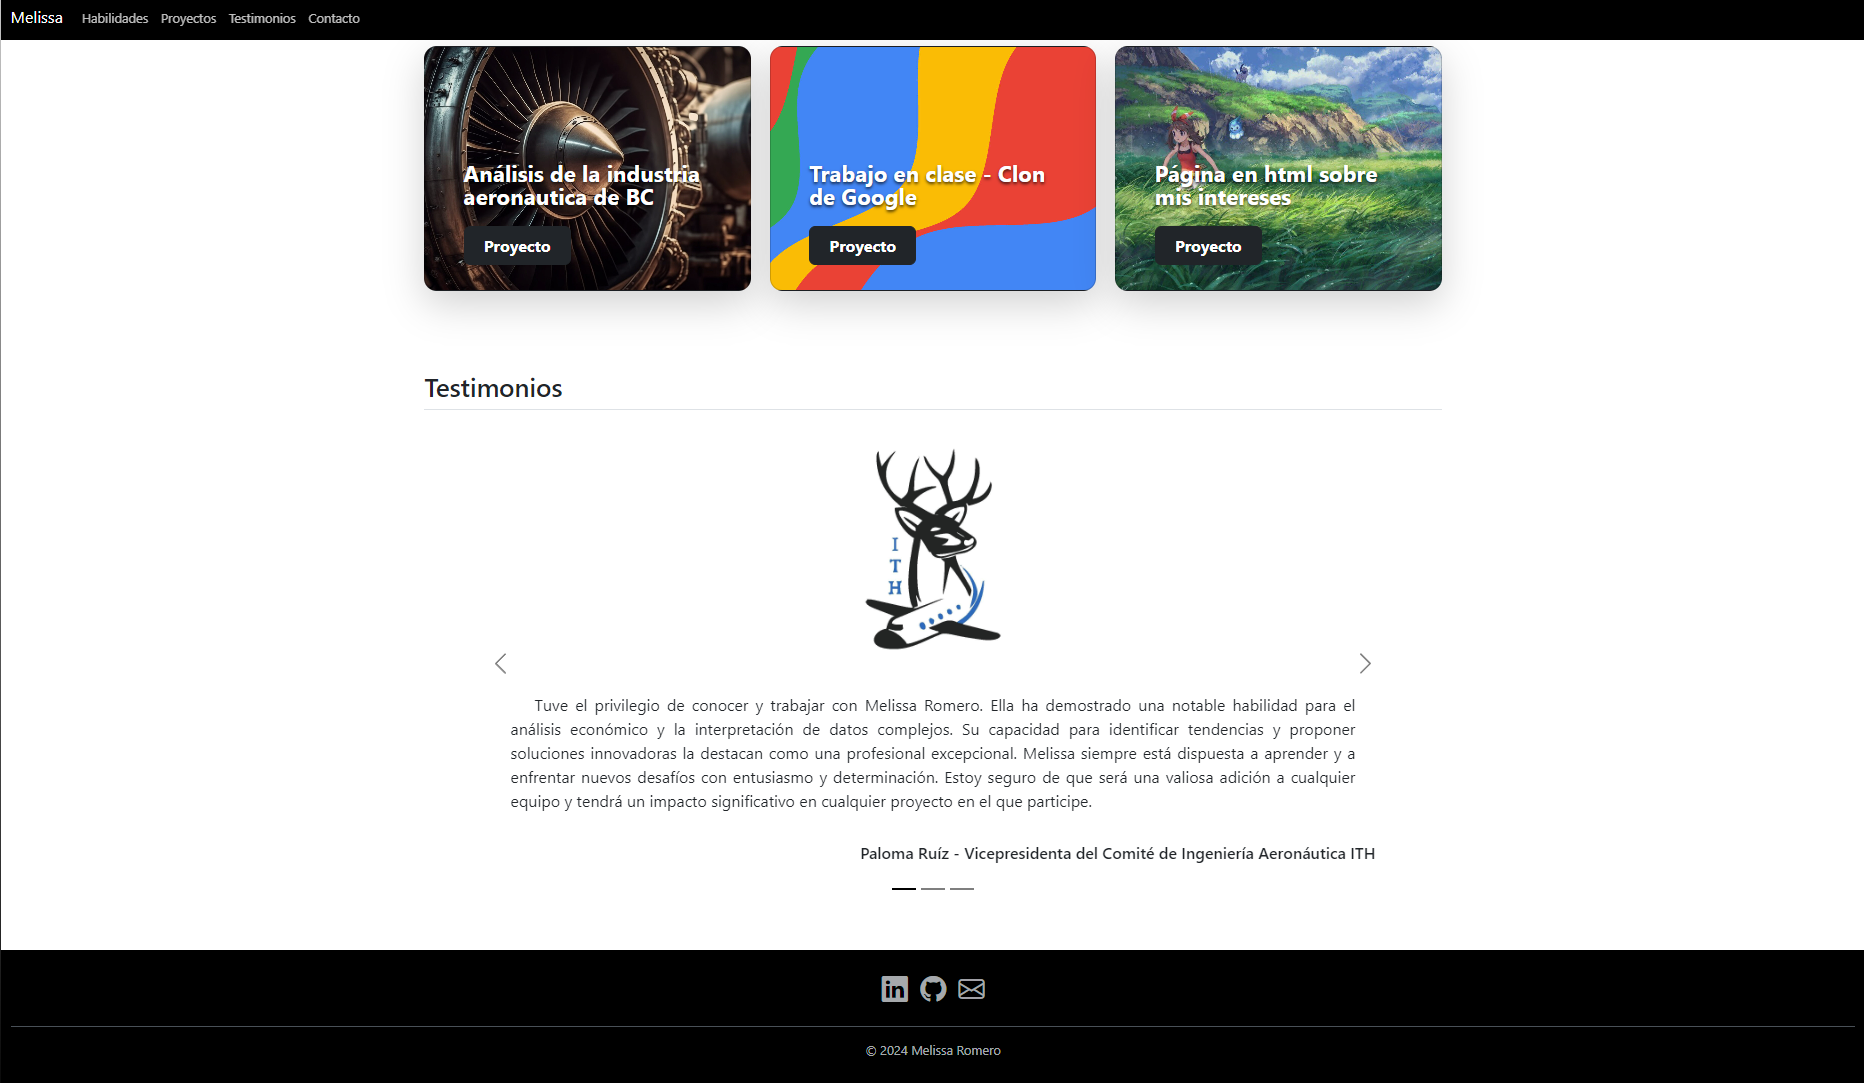 Melissa Habilidades Proyectos Testimonios Contacto
Análisis de la industria
aeronautica de BC
Proyecto
Trabajo en clase - Clon
de Google
Proyecto
Página en html sobre
mis intereses
Proyecto
Testimonios
I
T
H
Tuve el privilegio de conocer y trabajar con Melissa Romero. Ella ha demostrado una notable habilidad para el
análisis económico y la interpretación de datos complejos. Su capacidad para identificar tendencias y proponer
soluciones innovadoras la destacan como una profesional excepcional. Melissa siempre está dispuesta a aprender y a
enfrentar nuevos desafíos con entusiasmo y determinación. Estoy seguro de que será una valiosa adición a cualquier
equipo y tendrá un impacto significativo en cualquier proyecto en el que participe.
Paloma Ruíz - Vicepresidenta del Comité de Ingeniería Aeronáutica ITH
in
© 2024 Melissa Romero